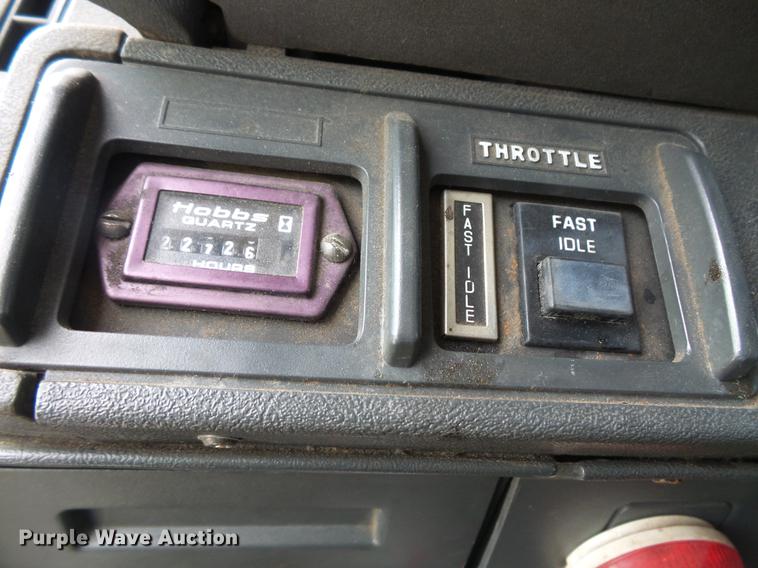 Hobbs
QUARTZ
22726
HOURS
THROTTLE
FAST IDLE
FAST
IDLE
Purple Wave Auction